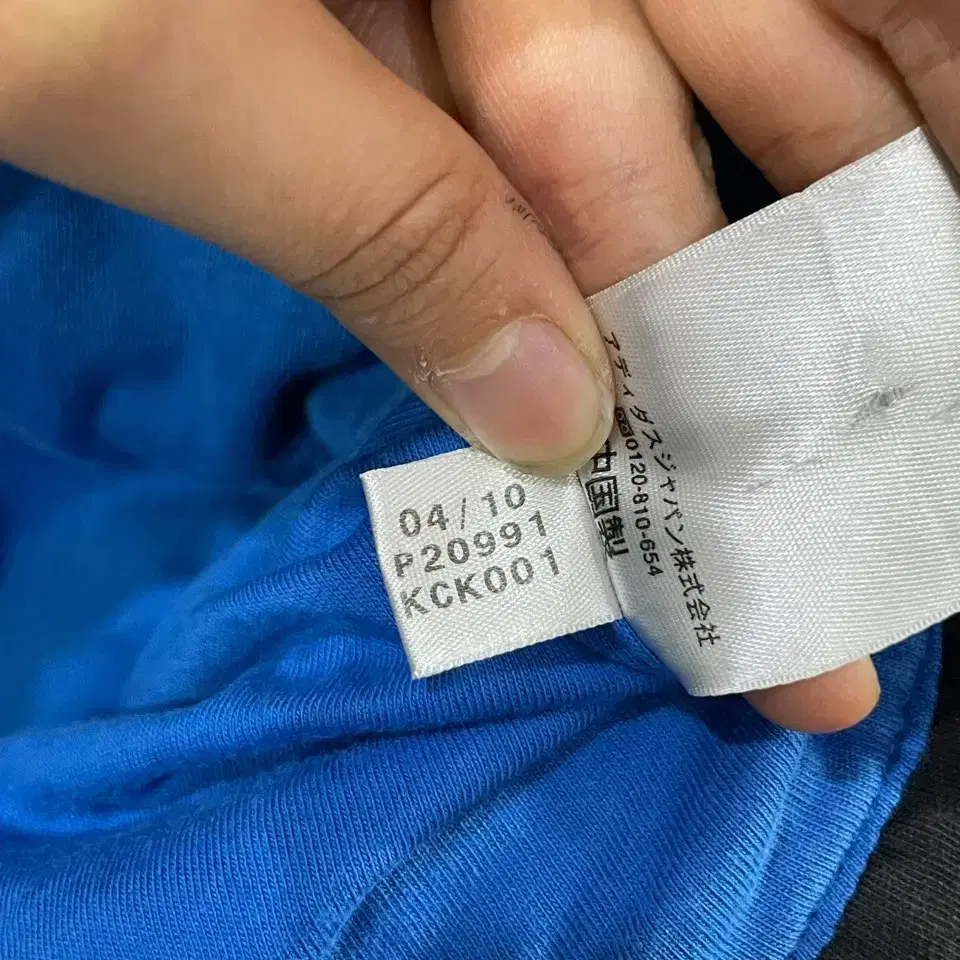 04/10
P20991
KCK001
アディダスジャパン株式会社
0120-810-654
中国製